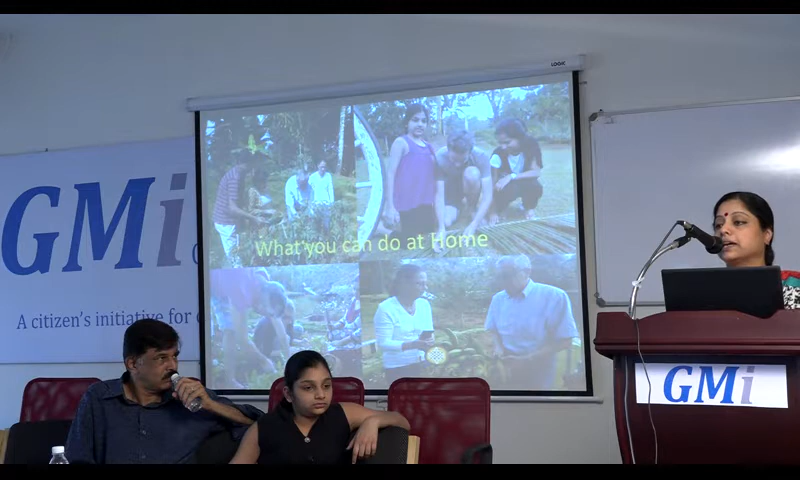 LOGIC
GMi
A citizen's initiative for
What you can do at Home
GMi